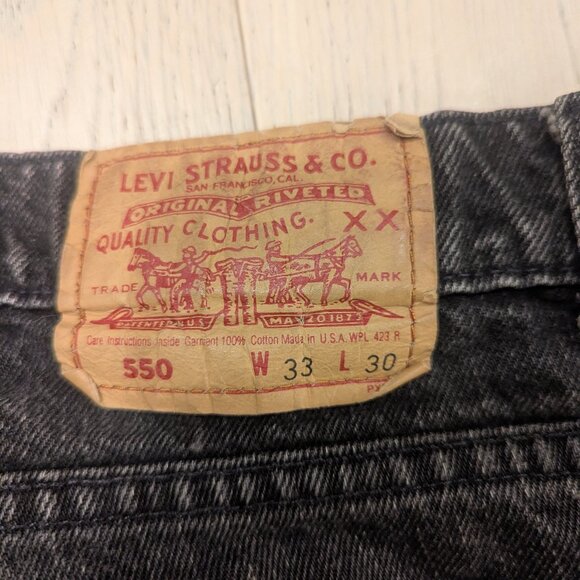 LEVI STRAUSS & CO.
SAN FRANCISCO, CAL.
ORIGINAL RIVETED
QUALITY CLOTHING. XX
TRADE MARK
PATENTED IN U.S. MAY 20 1873
Care Instructions Inside Garment 100% Cotton Made in U.S.A. WPL 423 R
550 W 33 L 30